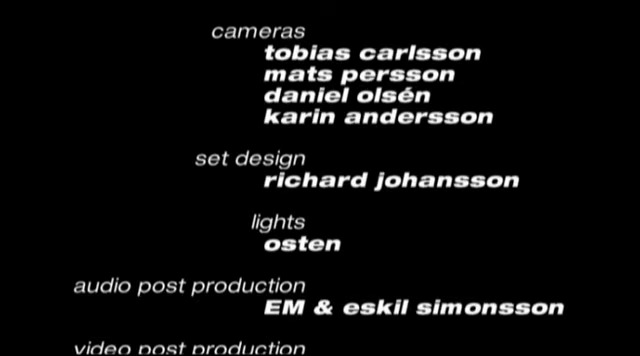 cameras
tobias carlsson
mats persson
daniel olsén
karin andersson
set design
richard johansson
lights
osten
audio post production
EM & eskil simonsson
video post production